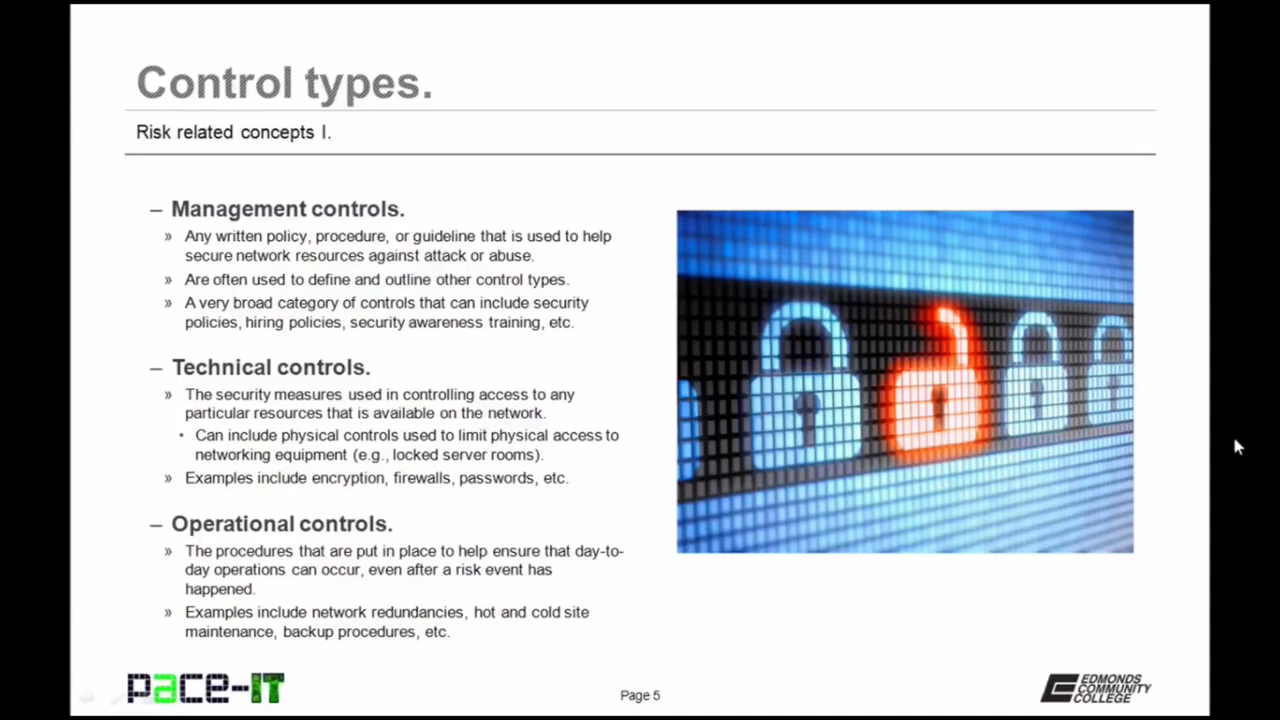 Control types.
Risk related concepts I.
– Management controls.
» Any written policy, procedure, or guideline that is used to help
secure network resources against attack or abuse.
» Are often used to define and outline other control types.
» A very broad category of controls that can include security
policies, hiring policies, security awareness training, etc.
– Technical controls.
» The security measures used in controlling access to any
particular resources that is available on the network.
• Can include physical controls used to limit physical access to
networking equipment (e.g., locked server rooms).
» Examples include encryption, firewalls, passwords, etc.
– Operational controls.
» The procedures that are put in place to help ensure that day-to-
day operations can occur, even after a risk event has
happened.
» Examples include network redundancies, hot and cold site
maintenance, backup procedures, etc.
pace-IT
Page 5
EDMONDS
COMMUNITY
COLLEGE